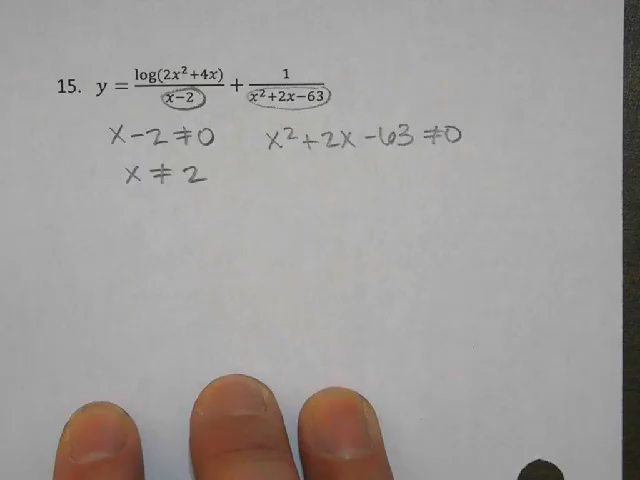 15. y = log(2x²+4x)/(x−2) + 1/(x²+2x−63)
x − 2 ≠ 0 x² + 2x − 63 ≠ 0
x ≠ 2